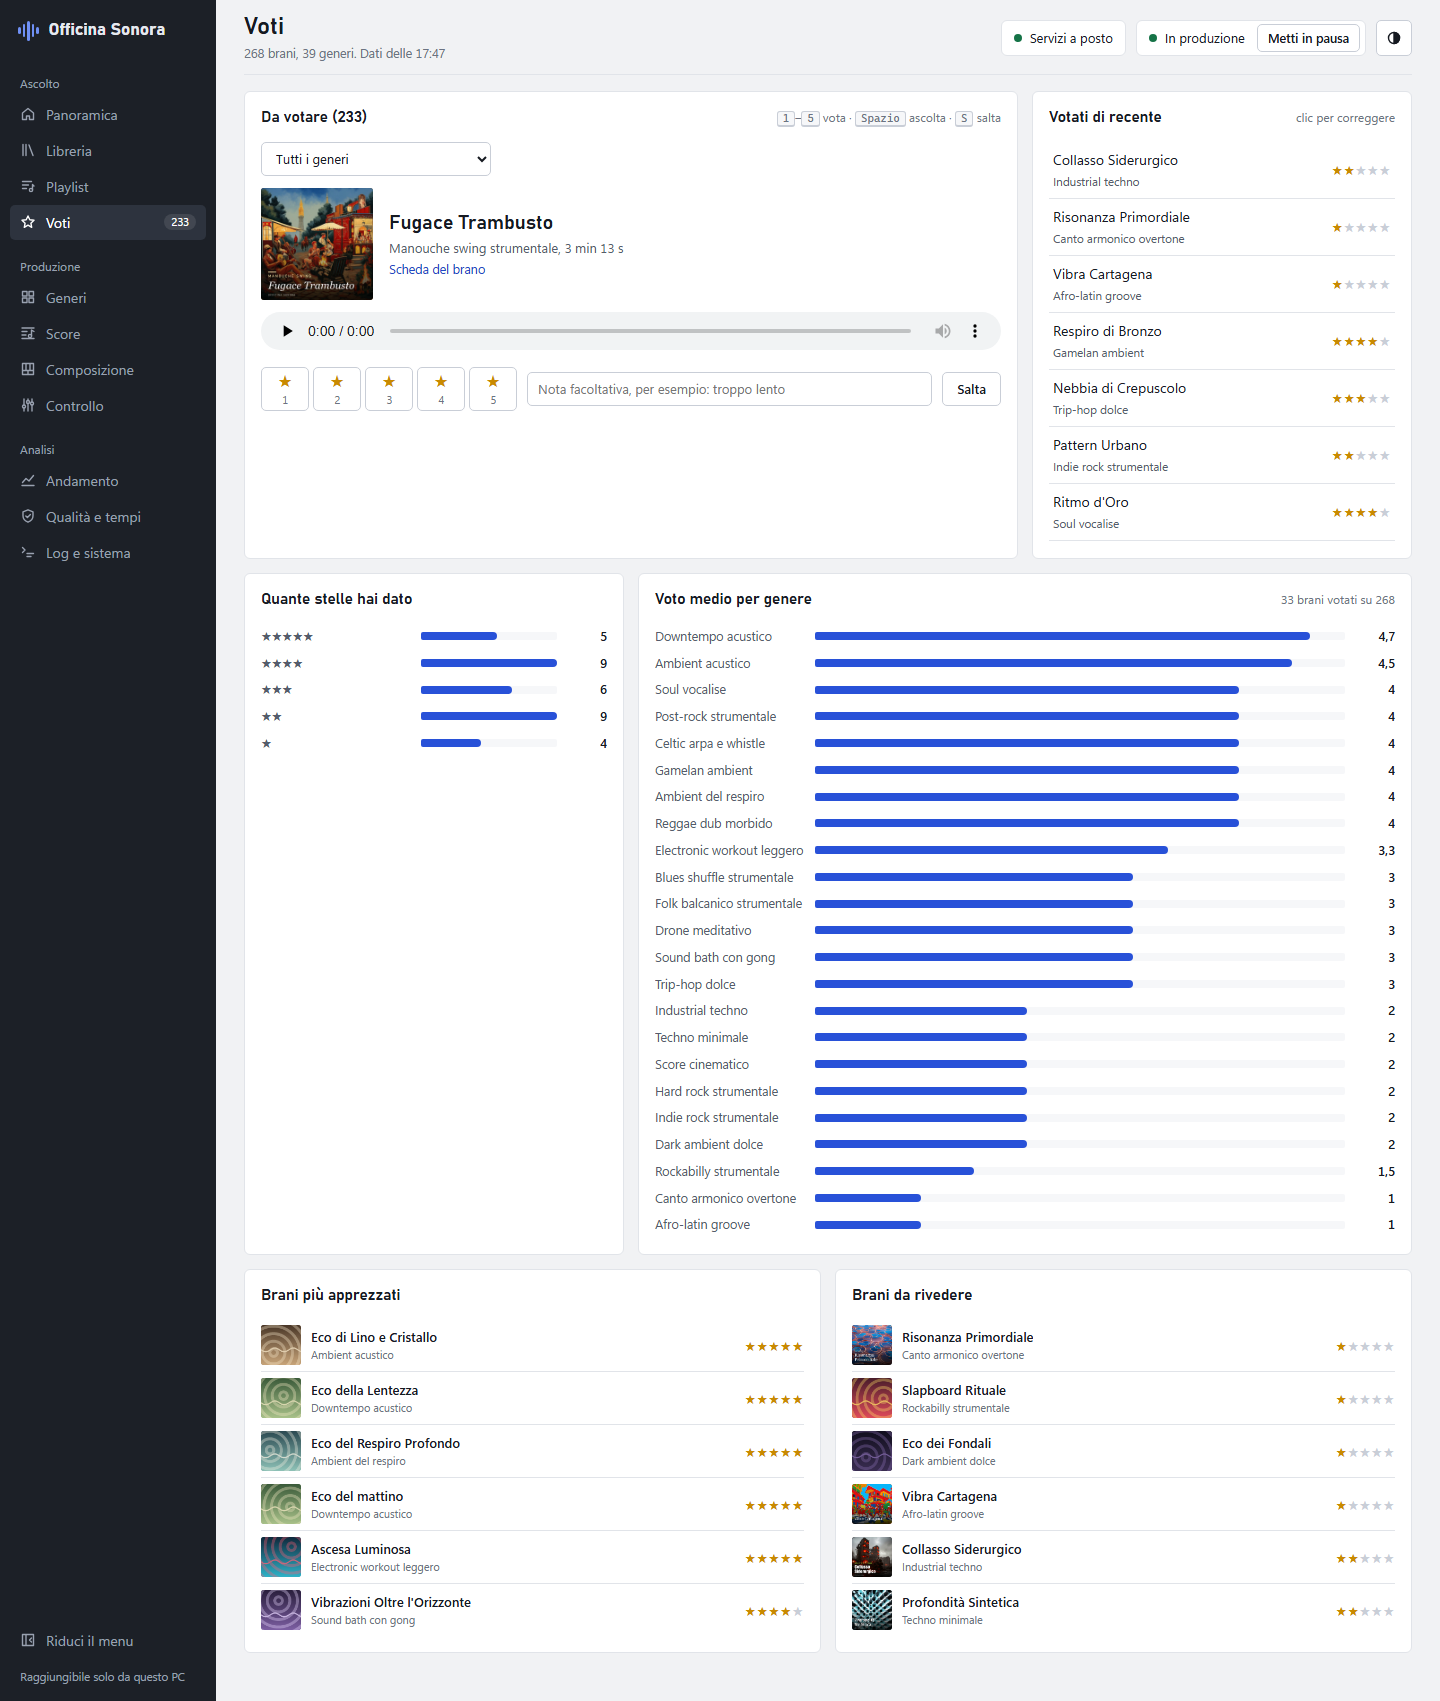 Officina Sonora
Ascolto
Panoramica
Libreria
Playlist
Voti 233
Produzione
Generi
Score
Composizione
Controllo
Analisi
Andamento
Qualità e tempi
Log e sistema
Riduci il menu
Raggiungibile solo da questo PC
Voti
268 brani, 39 generi. Dati delle 17:47
Servizi a posto
In produzione Metti in pausa
Da votare (233)
1–5 vota · Spazio ascolta · S salta
Tutti i generi
MANOUCHE SWING
Fugace Trambusto
Fugace Trambusto
Manouche swing strumentale, 3 min 13 s
Scheda del brano
0:00 / 0:00
★ ★ ★ ★ ★
1 2 3 4 5
Nota facoltativa, per esempio: troppo lento
Salta
Votati di recente
clic per correggere
Collasso Siderurgico
Industrial techno
★★★★★
Risonanza Primordiale
Canto armonico overtone
★★★★★
Vibra Cartagena
Afro-latin groove
★★★★★
Respiro di Bronzo
Gamelan ambient
★★★★★
Nebbia di Crepuscolo
Trip-hop dolce
★★★★★
Pattern Urbano
Indie rock strumentale
★★★★★
Ritmo d'Oro
Soul vocalise
★★★★★
Quante stelle hai dato
★★★★★ 5
★★★★ 9
★★★ 6
★★ 9
★ 4
Voto medio per genere
33 brani votati su 268
Downtempo acustico 4,7
Ambient acustico 4,5
Soul vocalise 4
Post-rock strumentale 4
Celtic arpa e whistle 4
Gamelan ambient 4
Ambient del respiro 4
Reggae dub morbido 4
Electronic workout leggero 3,3
Blues shuffle strumentale 3
Folk balcanico strumentale 3
Drone meditativo 3
Sound bath con gong 3
Trip-hop dolce 3
Industrial techno 2
Techno minimale 2
Score cinematico 2
Hard rock strumentale 2
Indie rock strumentale 2
Dark ambient dolce 2
Rockabilly strumentale 1,5
Canto armonico overtone 1
Afro-latin groove 1
Brani più apprezzati
Eco di Lino e Cristallo
Ambient acustico
★★★★★
Eco della Lentezza
Downtempo acustico
★★★★★
Eco del Respiro Profondo
Ambient del respiro
★★★★★
Eco del mattino
Downtempo acustico
★★★★★
Ascesa Luminosa
Electronic workout leggero
★★★★★
Vibrazioni Oltre l'Orizzonte
Sound bath con gong
★★★★★
Brani da rivedere
Risonanza Primordiale
Canto armonico overtone
★★★★★
Slapboard Rituale
Rockabilly strumentale
★★★★★
Eco dei Fondali
Dark ambient dolce
★★★★★
Vibra Cartagena
Afro-latin groove
★★★★★
Collasso Siderurgico
Collasso Siderurgico
Industrial techno
★★★★★
Profondità Sintetica
Techno minimale
★★★★★